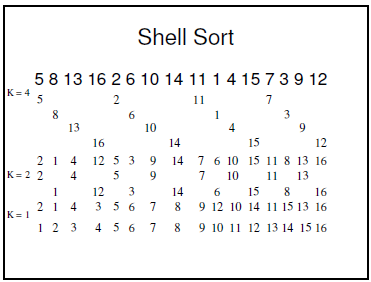 Shell Sort
5 8 13 16 2 6 10 14 11 1 4 15 7 3 9 12
K = 4 5 2 11 7
8 6 1 3
13 10 4 9
16 14 15 12
2 1 4 12 5 3 9 14 7 6 10 15 11 8 13 16
K = 2 2 4 5 9 7 10 11 13
1 12 3 14 6 15 8 16
K = 1 2 1 4 3 5 6 7 8 9 12 10 14 11 15 13 16
1 2 3 4 5 6 7 8 9 10 11 12 13 14 15 16